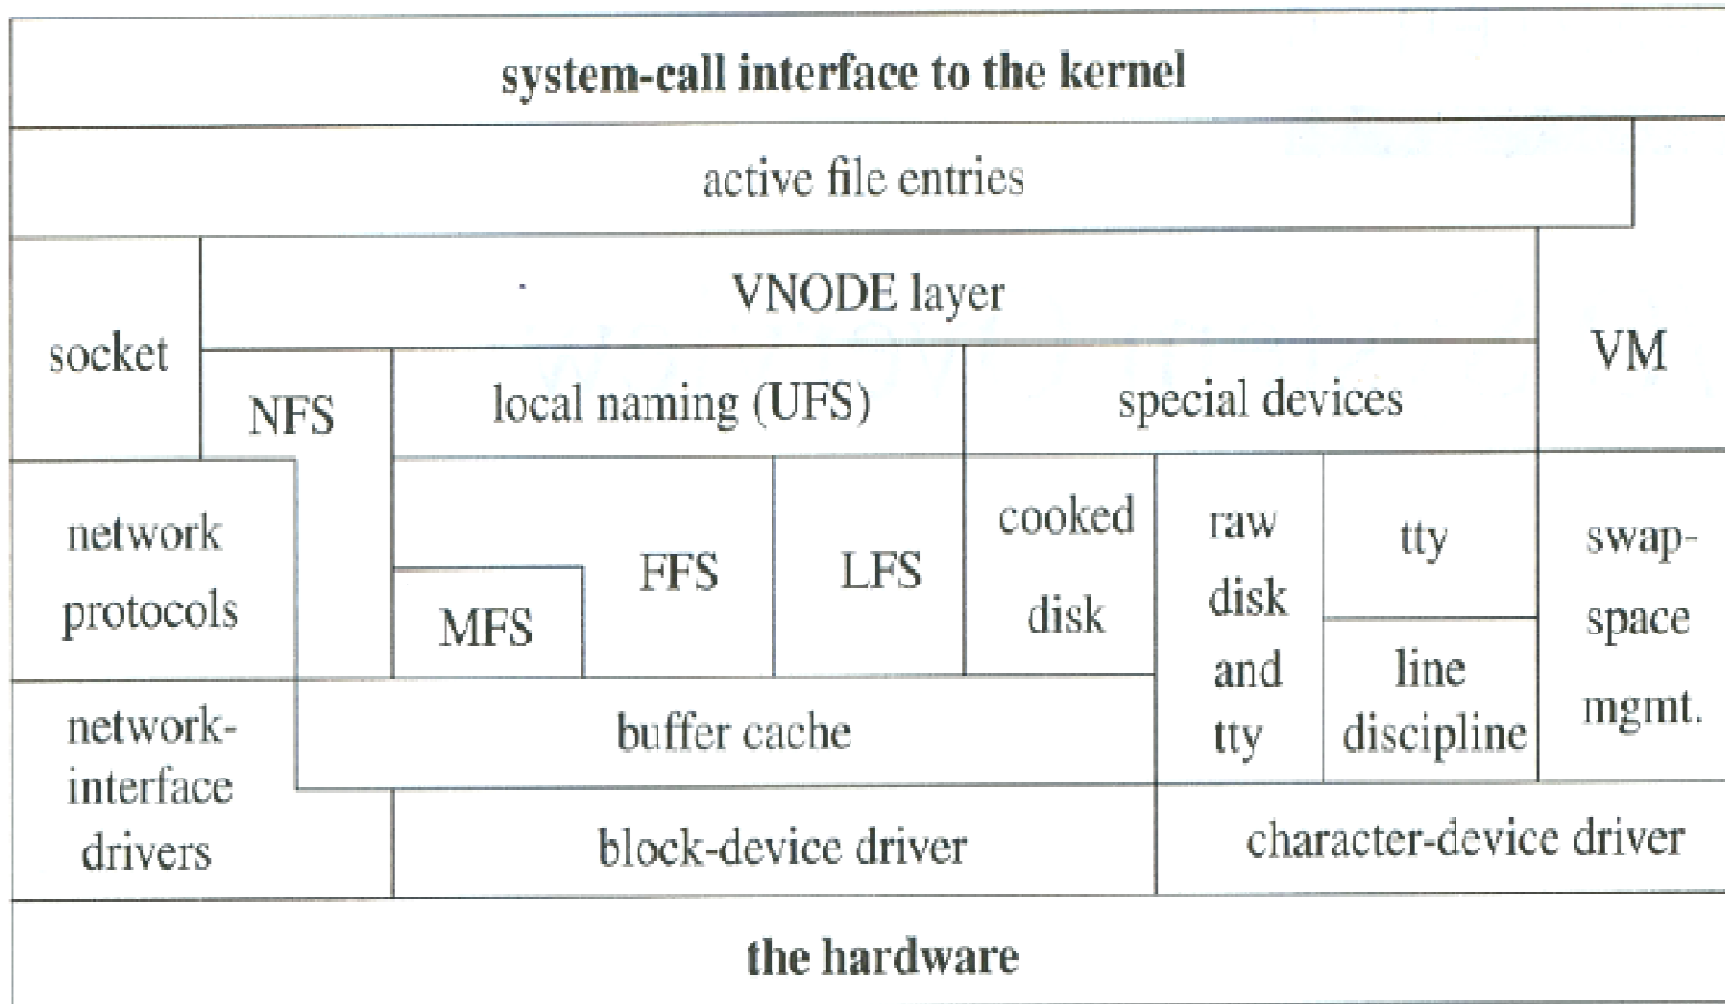 system-call interface to the kernel
active file entries
socket
VNODE layer
VM
NFS
local naming (UFS)
special devices
network
protocols
MFS
FFS
LFS
cooked
disk
raw
disk
and
tty
tty
line
discipline
swap-
space
mgmt.
network-
interface
drivers
buffer cache
block-device driver
character-device driver
the hardware